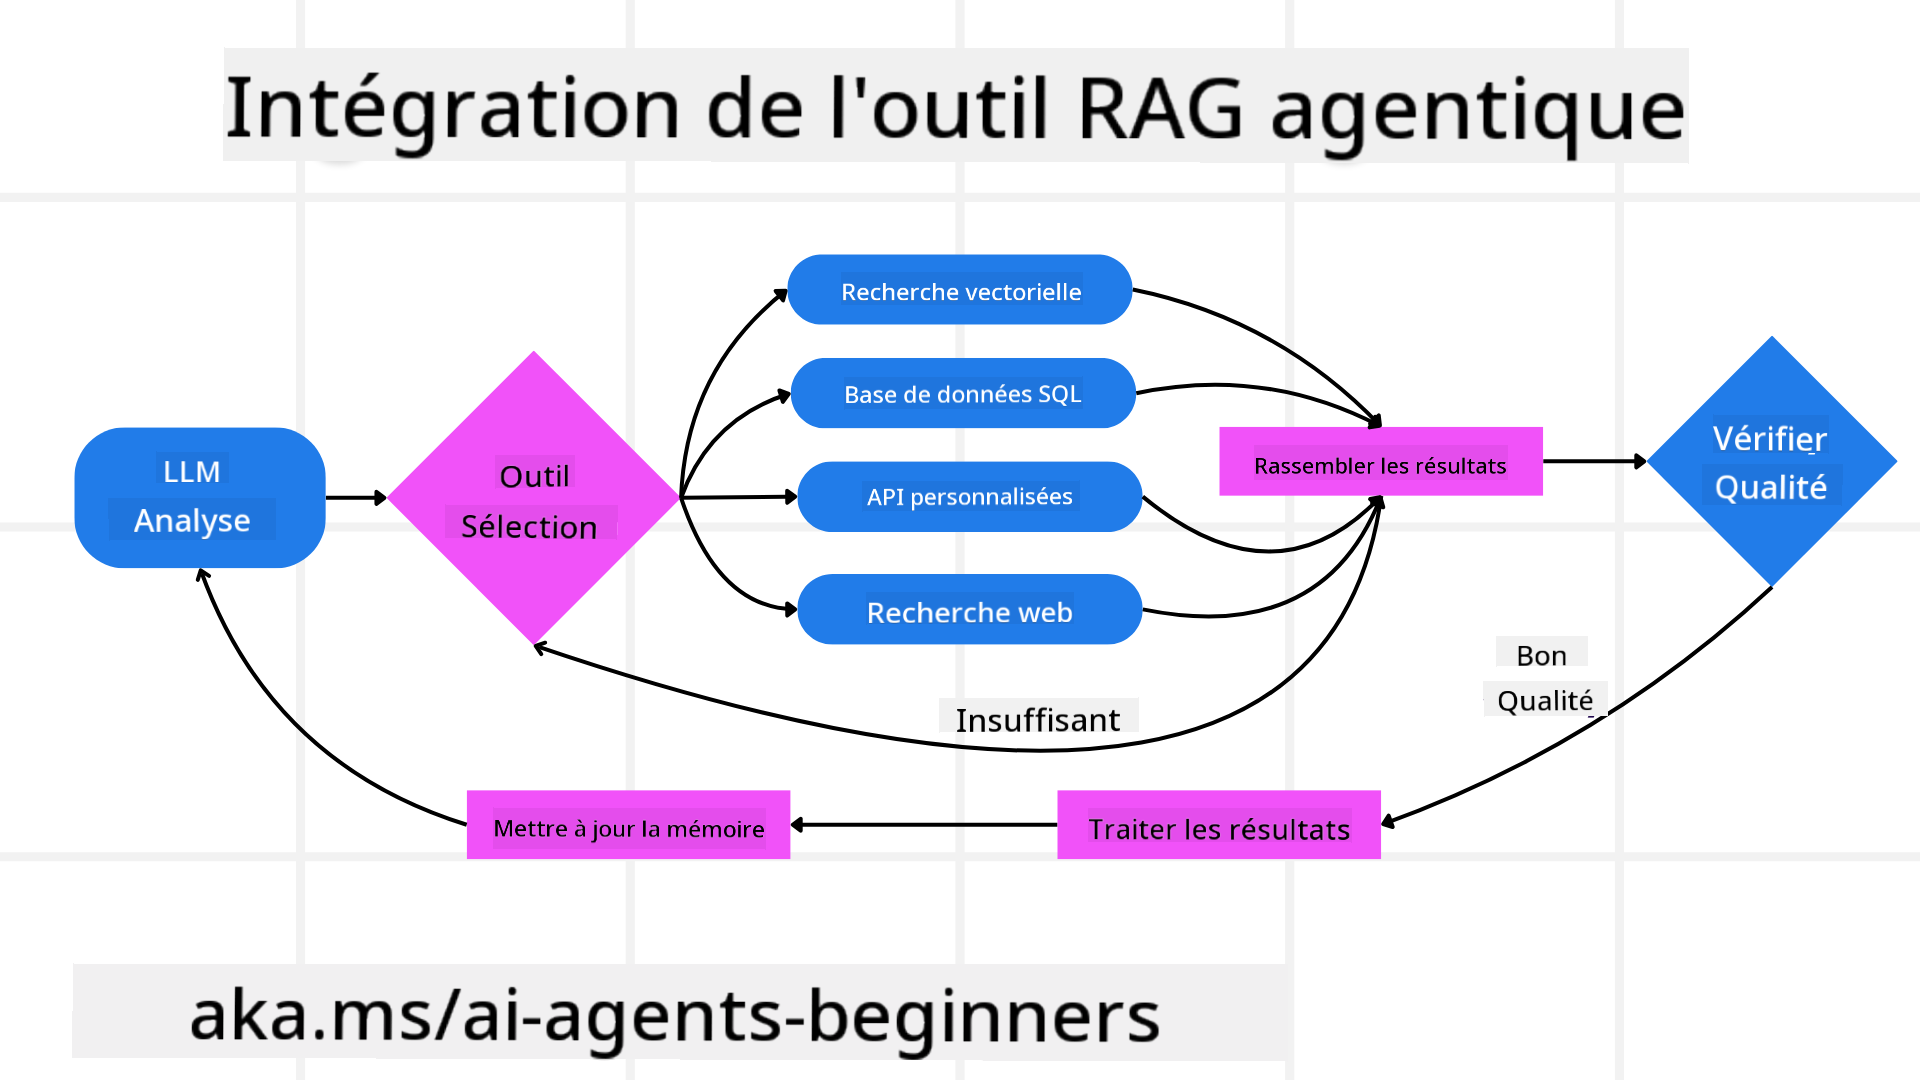 Intégration de l'outil RAG agentique
Recherche vectorielle
Base de données SQL
API personnalisées
Recherche web
LLM
Analyse
Outil
Sélection
Rassembler les résultats
Vérifier
Qualité
Bon
Qualité
Insuffisant
Mettre à jour la mémoire
Traiter les résultats
aka.ms/ai-agents-beginners